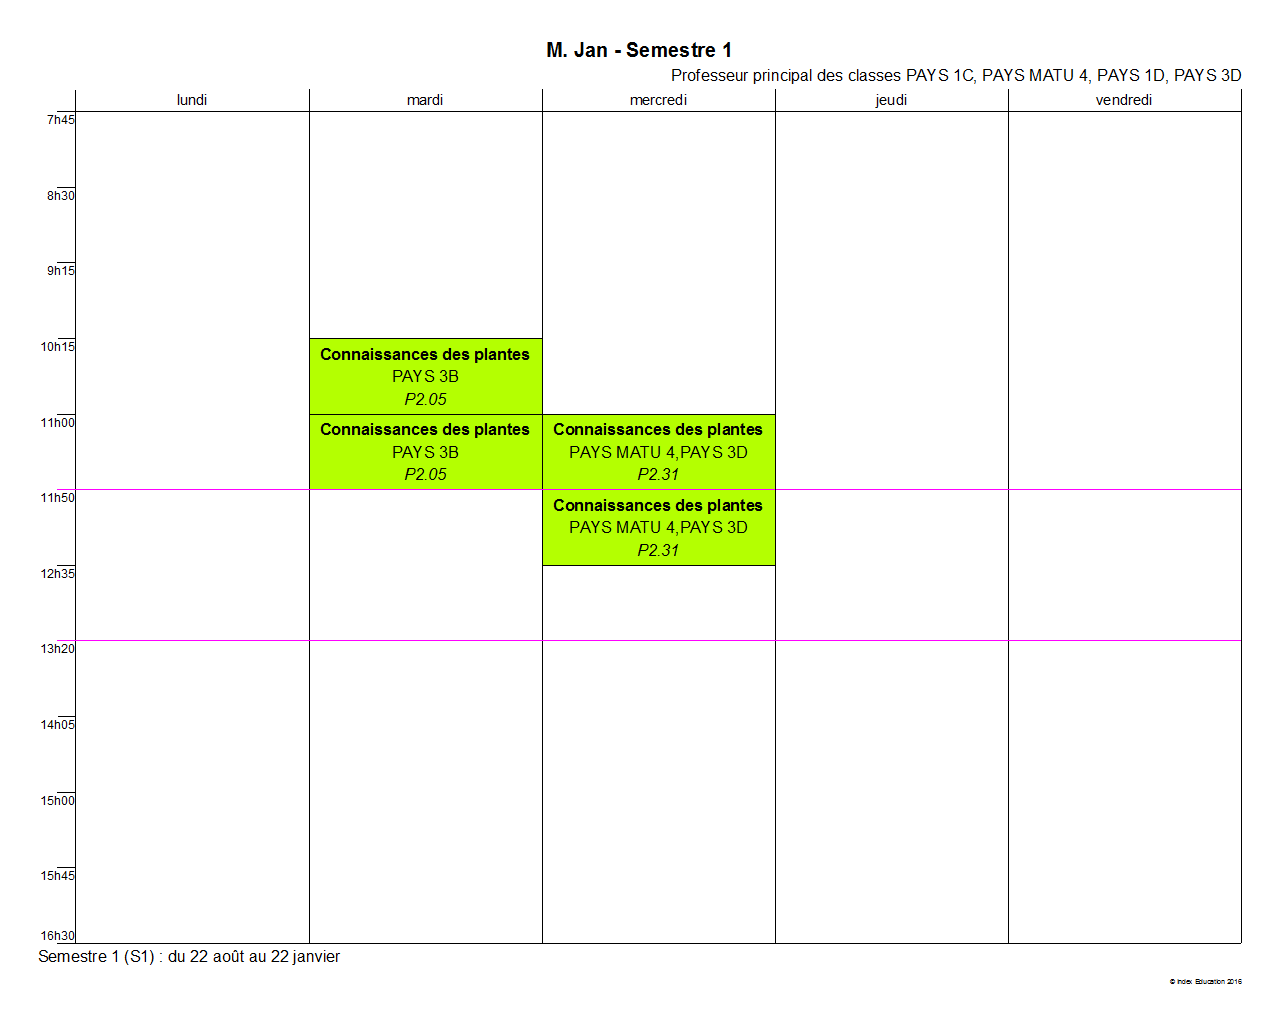 M. Jan - Semestre 1
Professeur principal des classes PAYS 1C, PAYS MATU 4, PAYS 1D, PAYS 3D
lundi mardi mercredi jeudi vendredi
7h45
8h30
9h15
10h15
Connaissances des plantes
PAYS 3B
P2.05
11h00
Connaissances des plantes Connaissances des plantes
PAYS 3B PAYS MATU 4,PAYS 3D
P2.05 P2.31
11h50
Connaissances des plantes
PAYS MATU 4,PAYS 3D
P2.31
12h35
13h20
14h05
15h00
15h45
16h30
Semestre 1 (S1) : du 22 août au 22 janvier
© Index Education 2016